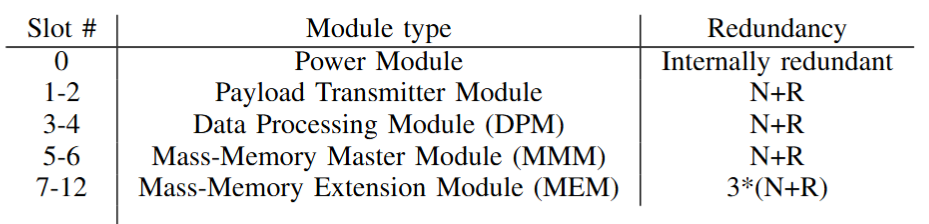 Slot # Module type Redundancy
0 Power Module Internally redundant
1-2 Payload Transmitter Module N+R
3-4 Data Processing Module (DPM) N+R
5-6 Mass-Memory Master Module (MMM) N+R
7-12 Mass-Memory Extension Module (MEM) 3*(N+R)